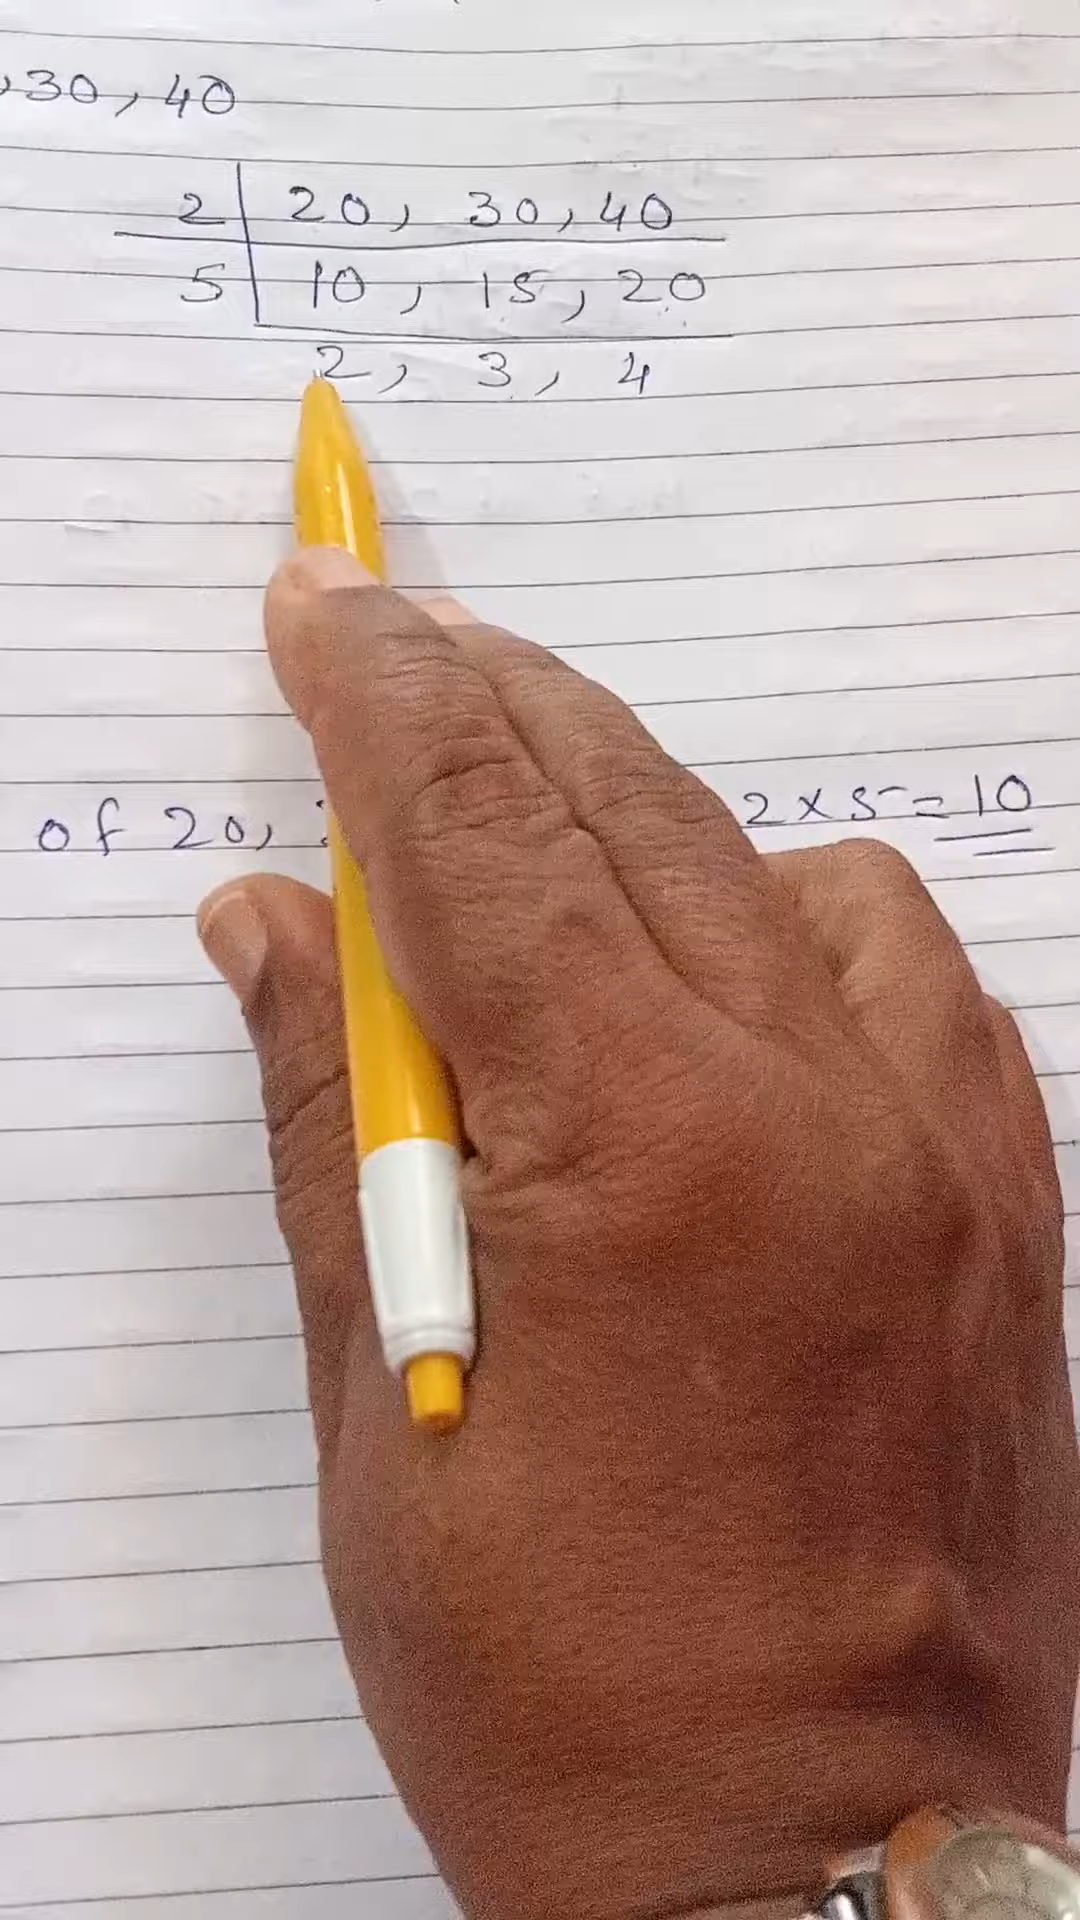 , 30, 40
2 | 20, 30, 40
5 | 10, 15, 20
2, 3, 4
of 20, 2×5=10